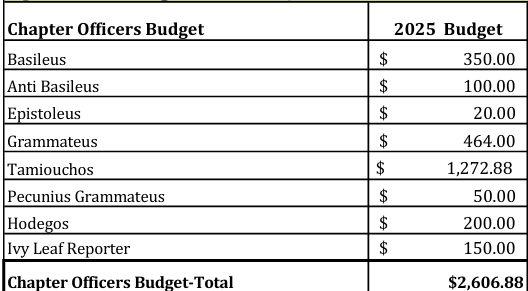 Chapter Officers Budget 2025 Budget
Basileus $ 350.00
Anti Basileus $ 100.00
Epistoleus $ 20.00
Grammateus $ 464.00
Tamiouchos $ 1,272.88
Pecunius Grammateus $ 50.00
Hodegos $ 200.00
Ivy Leaf Reporter $ 150.00
Chapter Officers Budget-Total $2,606.88